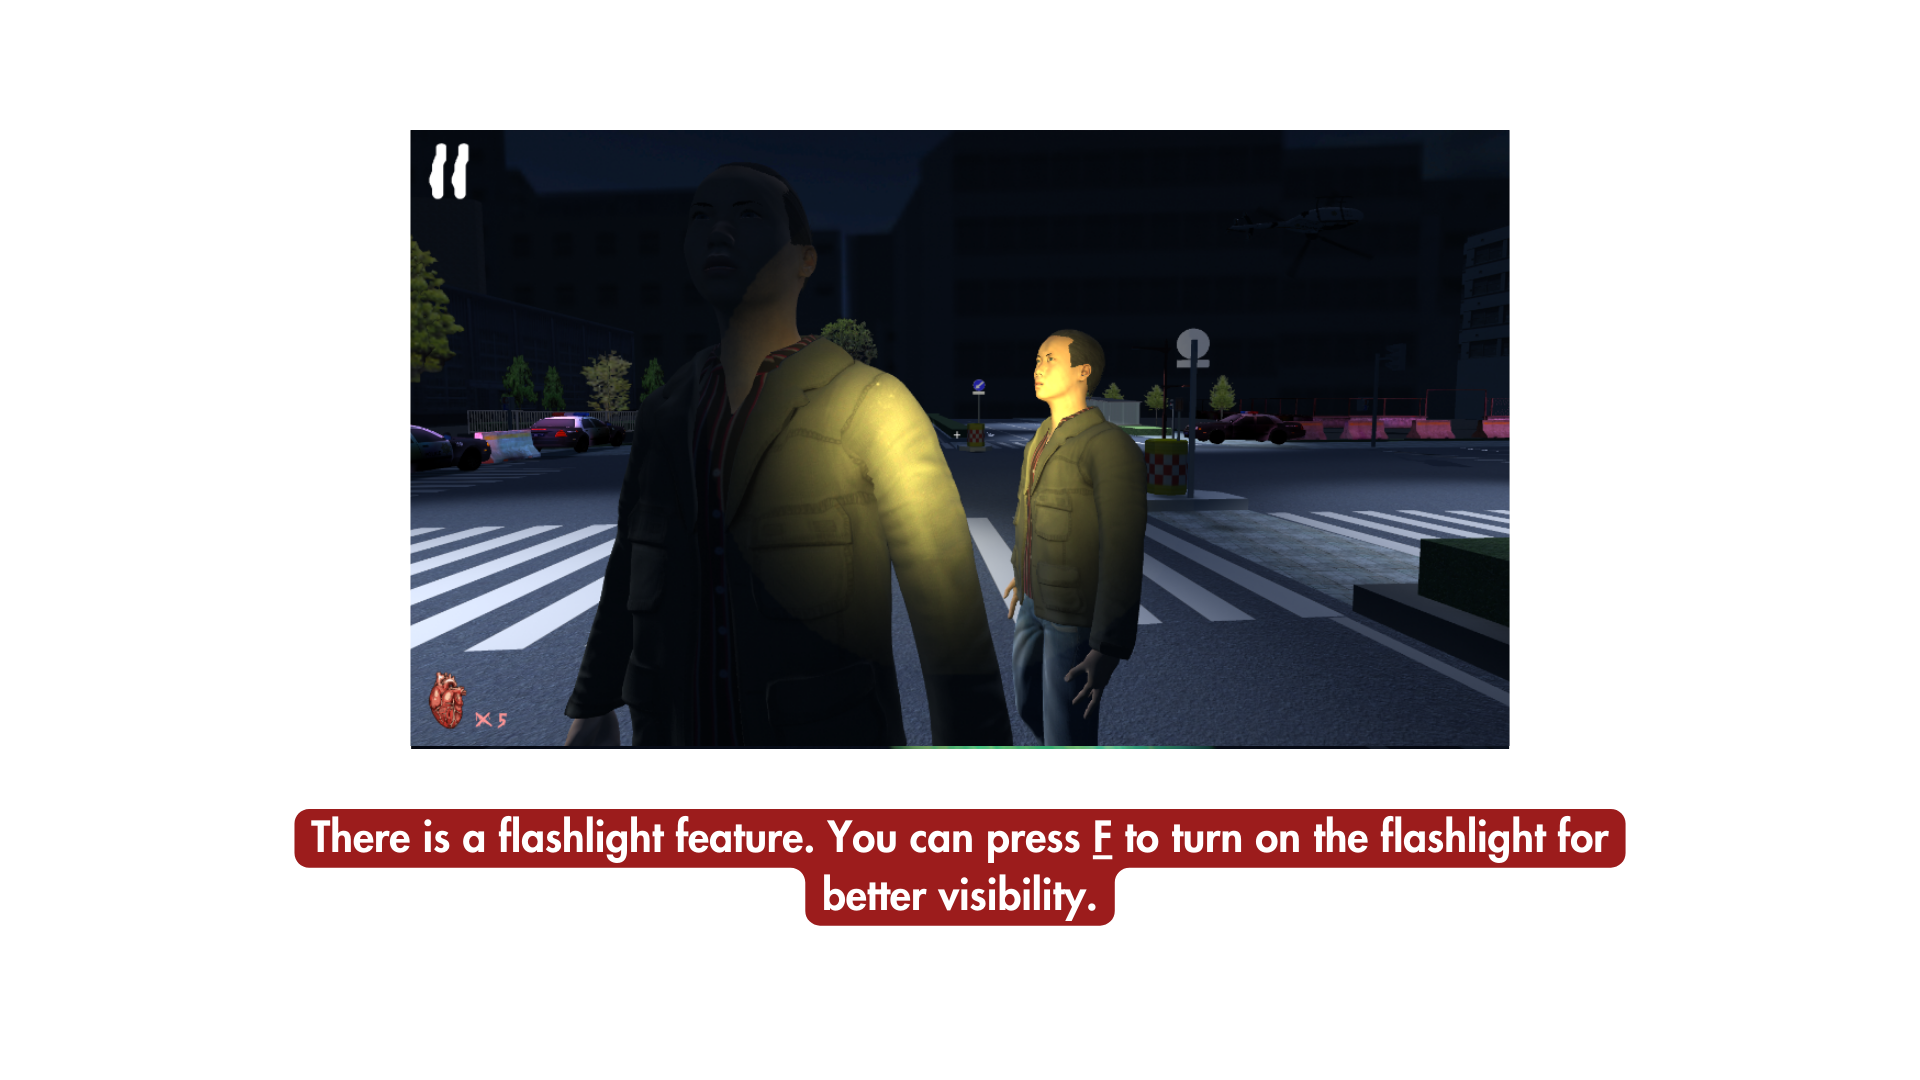 X 5
There is a flashlight feature. You can press F to turn on the flashlight for
better visibility.